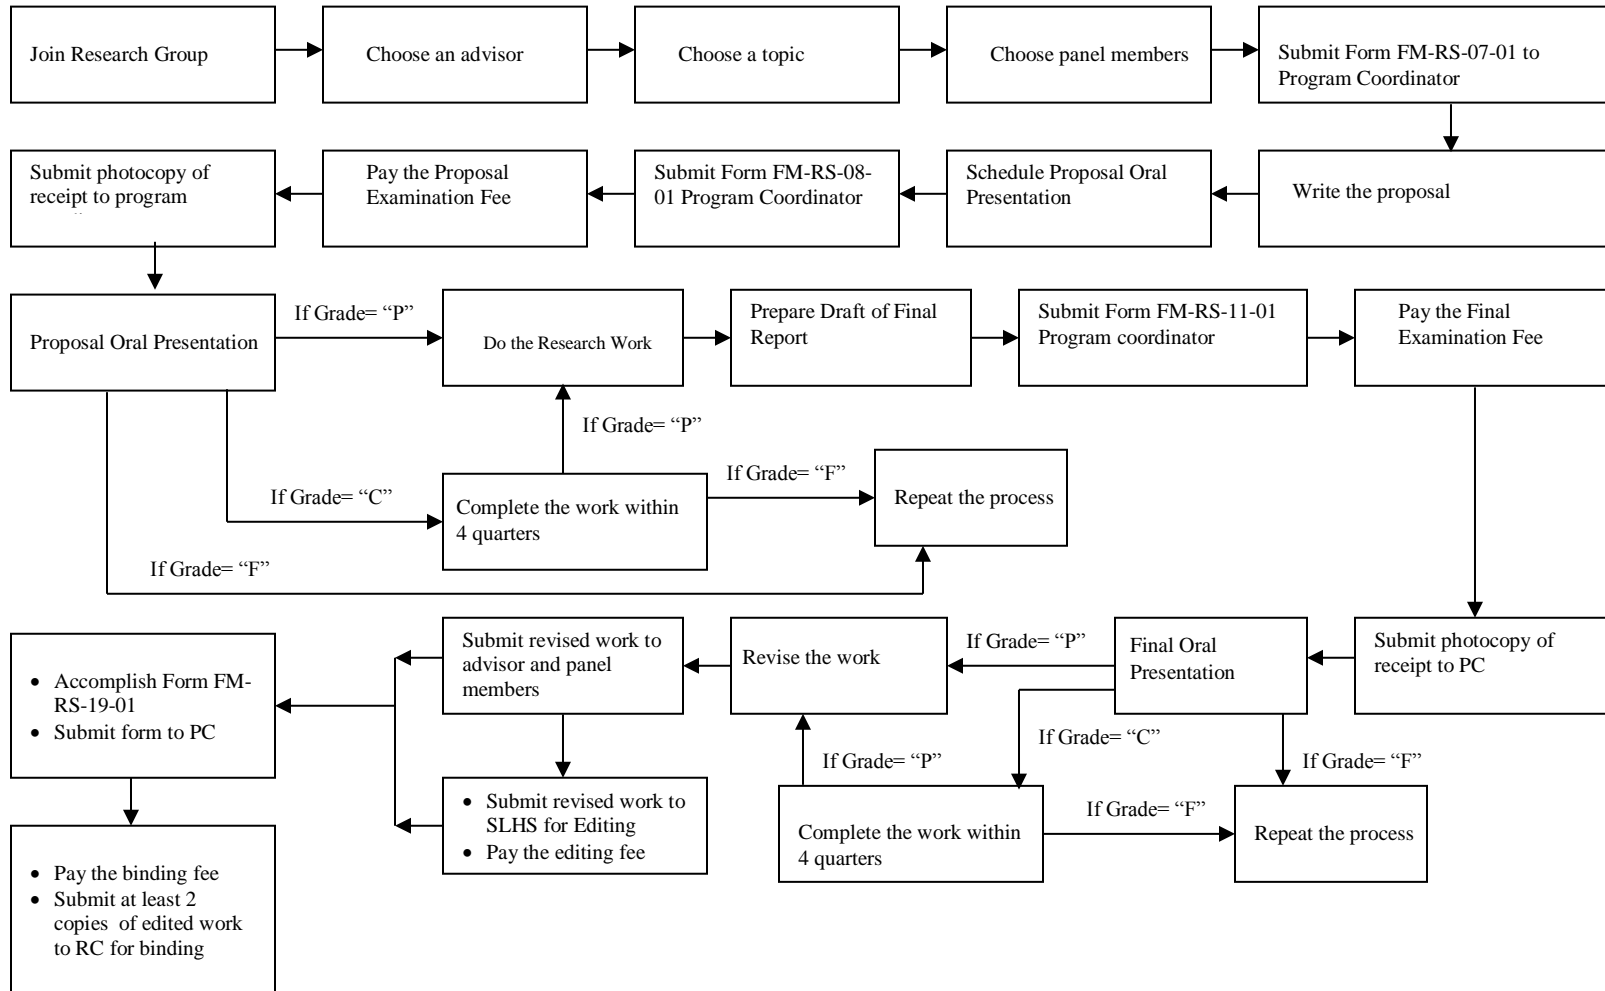 Join Research Group
Choose an advisor
Choose a topic
Choose panel members
Submit Form FM-RS-07-01 to
Program Coordinator
Submit photocopy of
receipt to program
Pay the Proposal
Examination Fee
Submit Form FM-RS-08-
01 Program Coordinator
Schedule Proposal Oral
Presentation
Write the proposal
Proposal Oral Presentation
If Grade= “P”
Do the Research Work
Prepare Draft of Final
Report
Submit Form FM-RS-11-01
Program coordinator
Pay the Final
Examination Fee
If Grade= “P”
If Grade= “C”
Complete the work within
4 quarters
If Grade= “F”
Repeat the process
If Grade= “F”
• Accomplish Form FM-
RS-19-01
• Submit form to PC
Submit revised work to
advisor and panel
members
Revise the work
If Grade= “P”
Final Oral
Presentation
Submit photocopy of
receipt to PC
If Grade= “C”
If Grade= “P”
If Grade= “F”
• Submit revised work to
SLHS for Editing
• Pay the editing fee
Complete the work within
4 quarters
If Grade= “F”
Repeat the process
• Pay the binding fee
• Submit at least 2
copies of edited work
to RC for binding